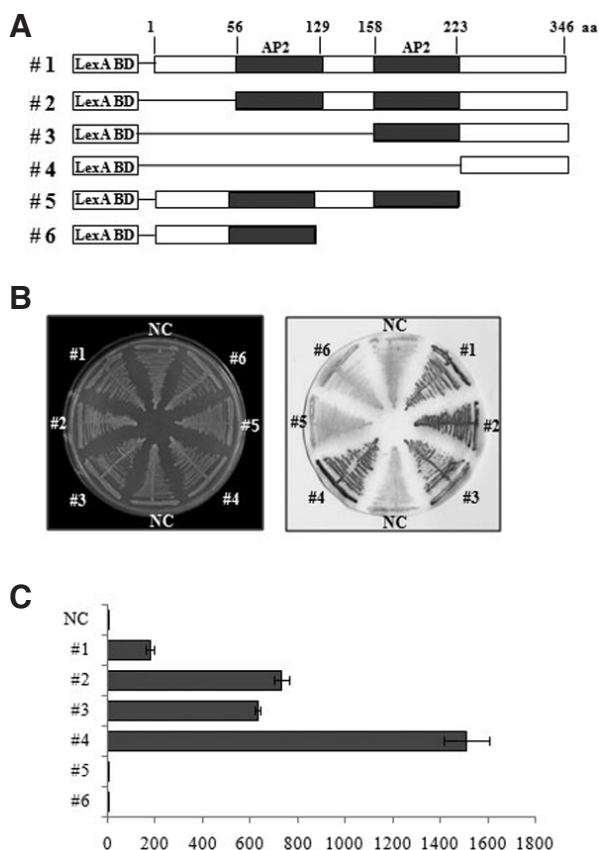 A
1 56 129 158 223 346 aa
AP2 AP2
#1 LexA BD
#2 LexA BD
#3 LexA BD
#4 LexA BD
#5 LexA BD
#6 LexA BD
B
NC NC
#1 #6 #6 #1
#2 #5 #5 #2
#3 #4 #4 #3
NC NC
C
NC
#1
#2
#3
#4
#5
#6
0 200 400 600 800 1000 1200 1400 1600 1800